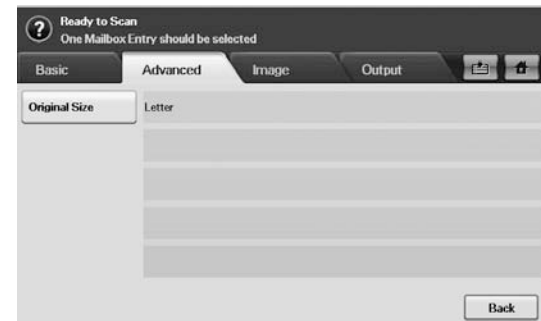 Ready to Scan
One Mailbox Entry should be selected
Basic
Advanced
Image
Output
Original Size
Letter
Back